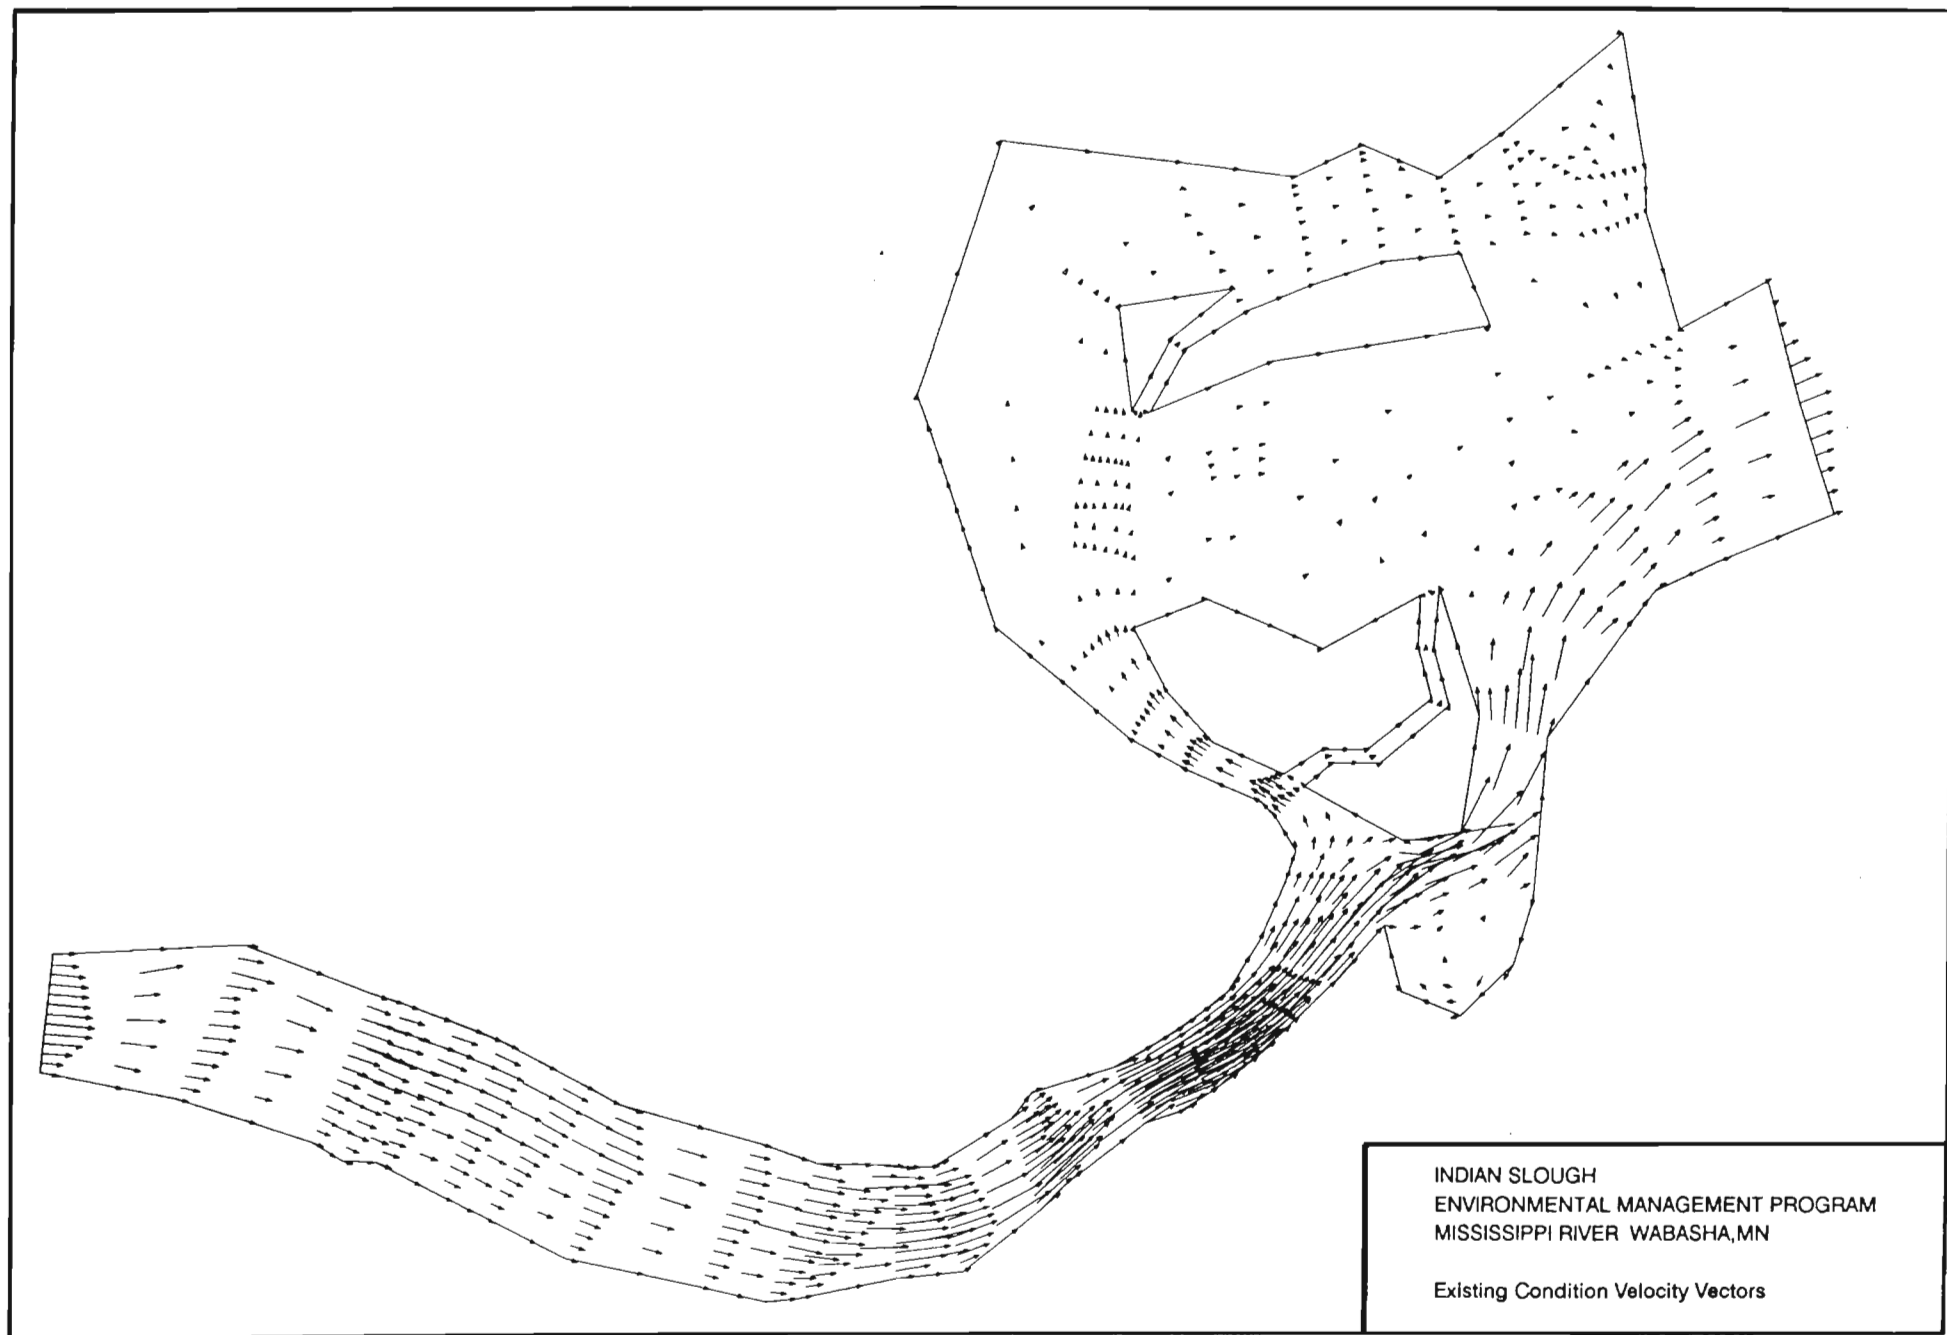 INDIAN SLOUGH
ENVIRONMENTAL MANAGEMENT PROGRAM
MISSISSIPPI RIVER WABASHA,MN
Existing Condition Velocity Vectors